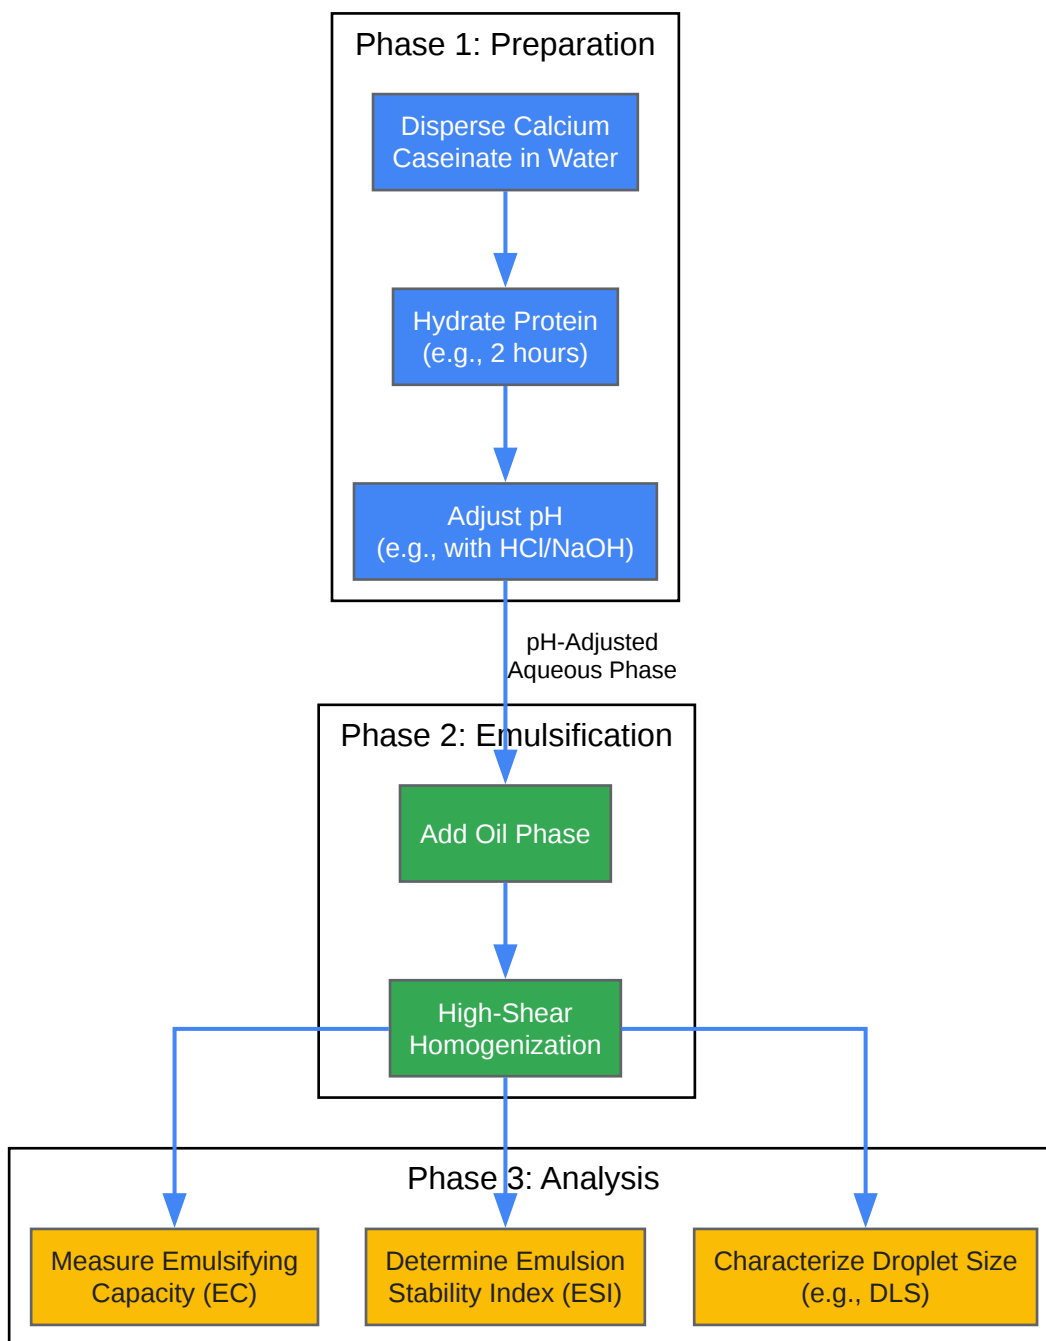 Phase 1: Preparation
Disperse Calcium
Caseinate in Water
Hydrate Protein
(e.g., 2 hours)
Adjust pH
(e.g., with HCl/NaOH)
pH-Adjusted
Aqueous Phase
Phase 2: Emulsification
Add Oil Phase
High-Shear
Homogenization
Phase 3: Analysis
Measure Emulsifying
Capacity (EC)
Determine Emulsion
Stability Index (ESI)
Characterize Droplet Size
(e.g., DLS)